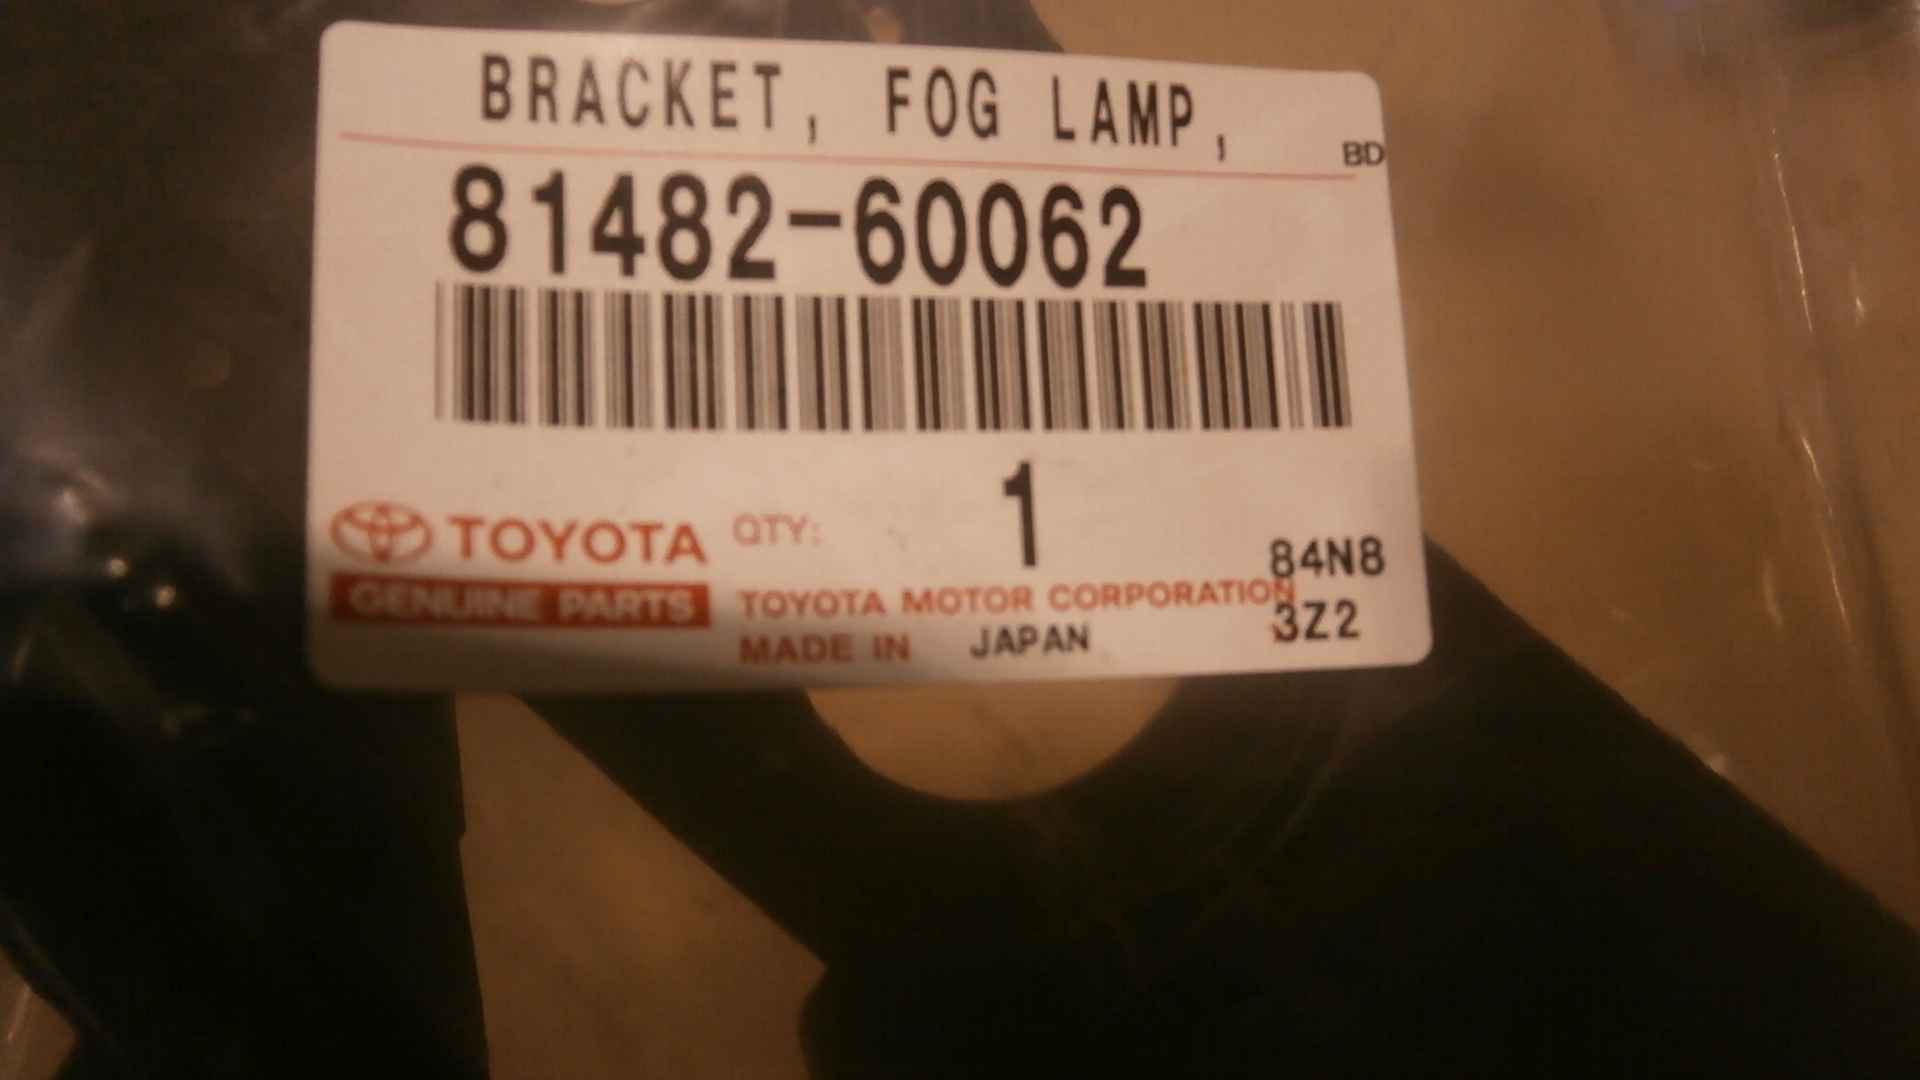 BRACKET, FOG LAMP,
BD
81482-60062
1
TOYOTA QTY:
84N8
GENUINE PARTS TOYOTA MOTOR CORPORATION
3Z2
MADE IN JAPAN